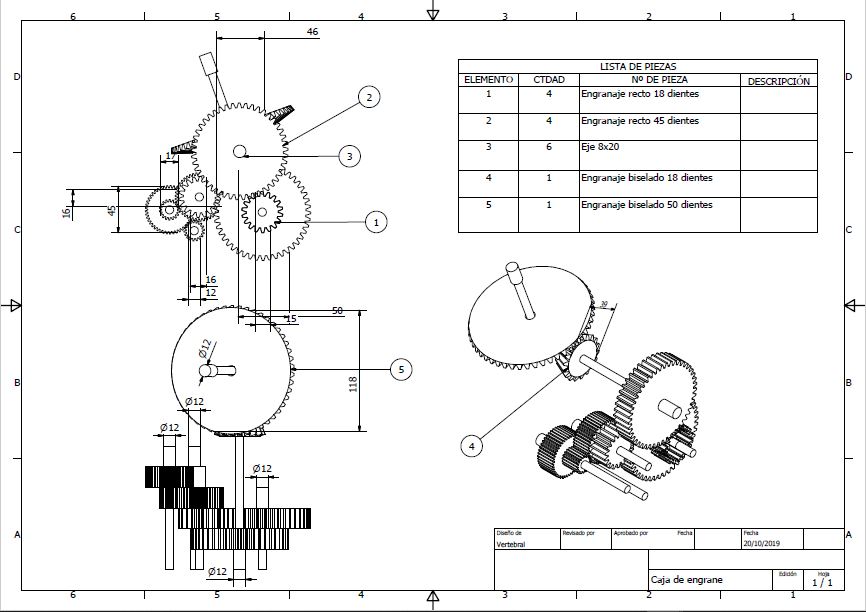 6 5 4 3 2 1
D D
C C
B B
A A
46
2
3
1
17
16
45
16
12
50
15
Ø12
118
5
Ø12
Ø12
Ø12
Ø12
LISTA DE PIEZAS
ELEMENTO CTDAD Nº DE PIEZA DESCRIPCIÓN
1 4 Engranaje recto 18 dientes
2 4 Engranaje recto 45 dientes
3 6 Eje 8x20
4 1 Engranaje biselado 18 dientes
5 1 Engranaje biselado 50 dientes
4
Diseño de Revisado por Aprobado por Fecha Fecha
Vertebral 20/10/2019
Caja de engrane Edición Hoja
1 / 1
6 5 4 3 2 1